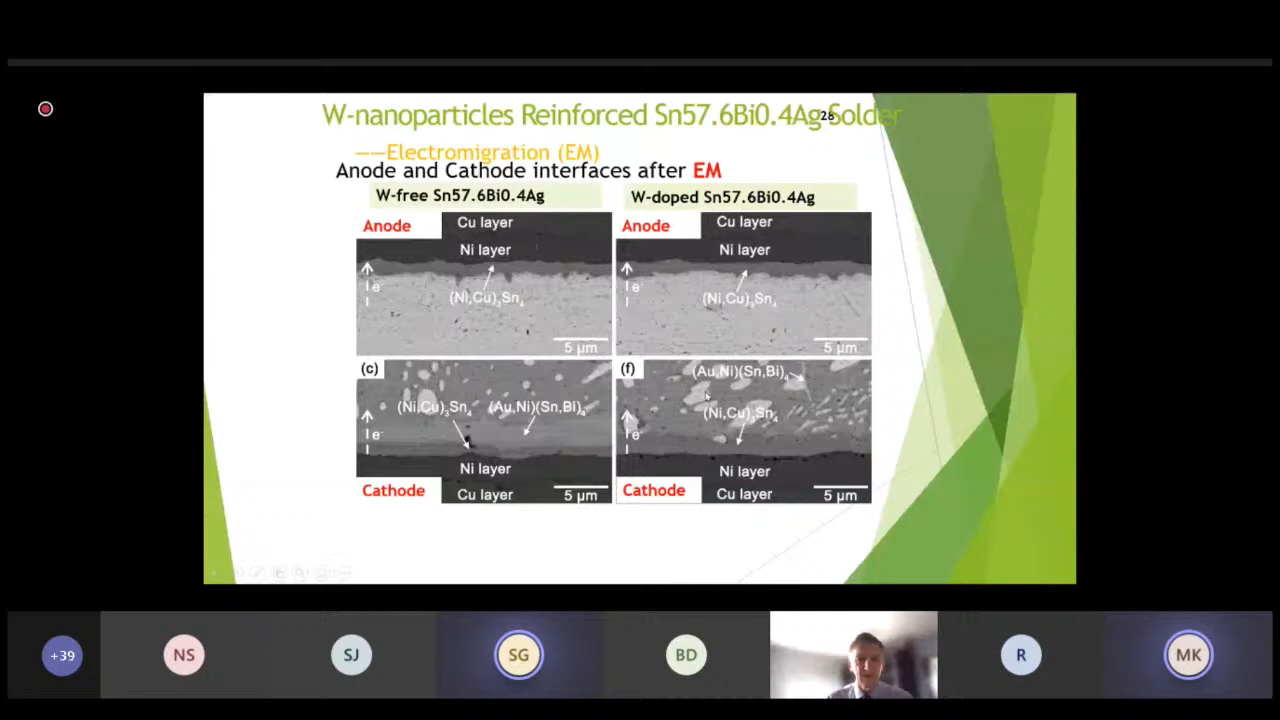 W-nanoparticles Reinforced Sn57.6Bi0.4Ag Solder
28
——Electromigration (EM)
Anode and Cathode interfaces after EM
W-free Sn57.6Bi0.4Ag
W-doped Sn57.6Bi0.4Ag
Anode
Cu layer
Ni layer
e-
(Ni,Cu)₃Sn₄
5 μm
Anode
Cu layer
Ni layer
e-
(Ni,Cu)₃Sn₄
5 μm
(c)
(Ni,Cu)₃Sn₄
(Au,Ni)(Sn,Bi)₄
e-
Ni layer
Cathode
Cu layer
5 μm
(f)
(Au,Ni)(Sn,Bi)₄
(Ni,Cu)₃Sn₄
e-
Ni layer
Cathode
Cu layer
5 μm
+39
NS
SJ
SG
BD
R
MK